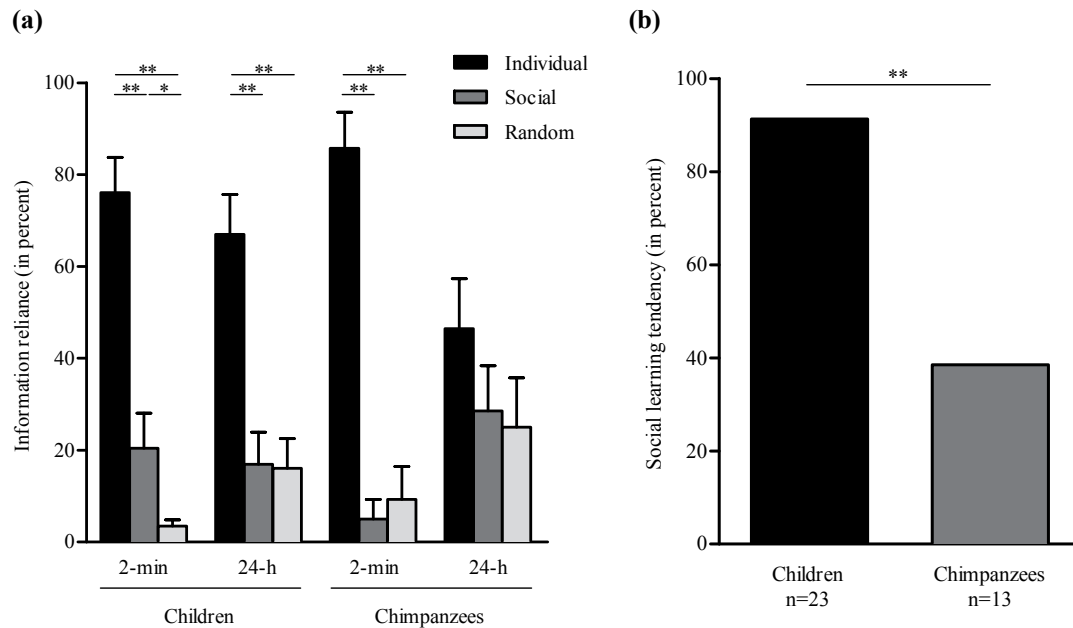 (a)
** ** ** **
** * ** **
Individual
Social
Random
Information reliance (in percent)
100
80
60
40
20
0
2-min 24-h 2-min 24-h
Children Chimpanzees
(b)
**
Social learning tendency (in percent)
100
80
60
40
20
0
Children Chimpanzees
n=23 n=13